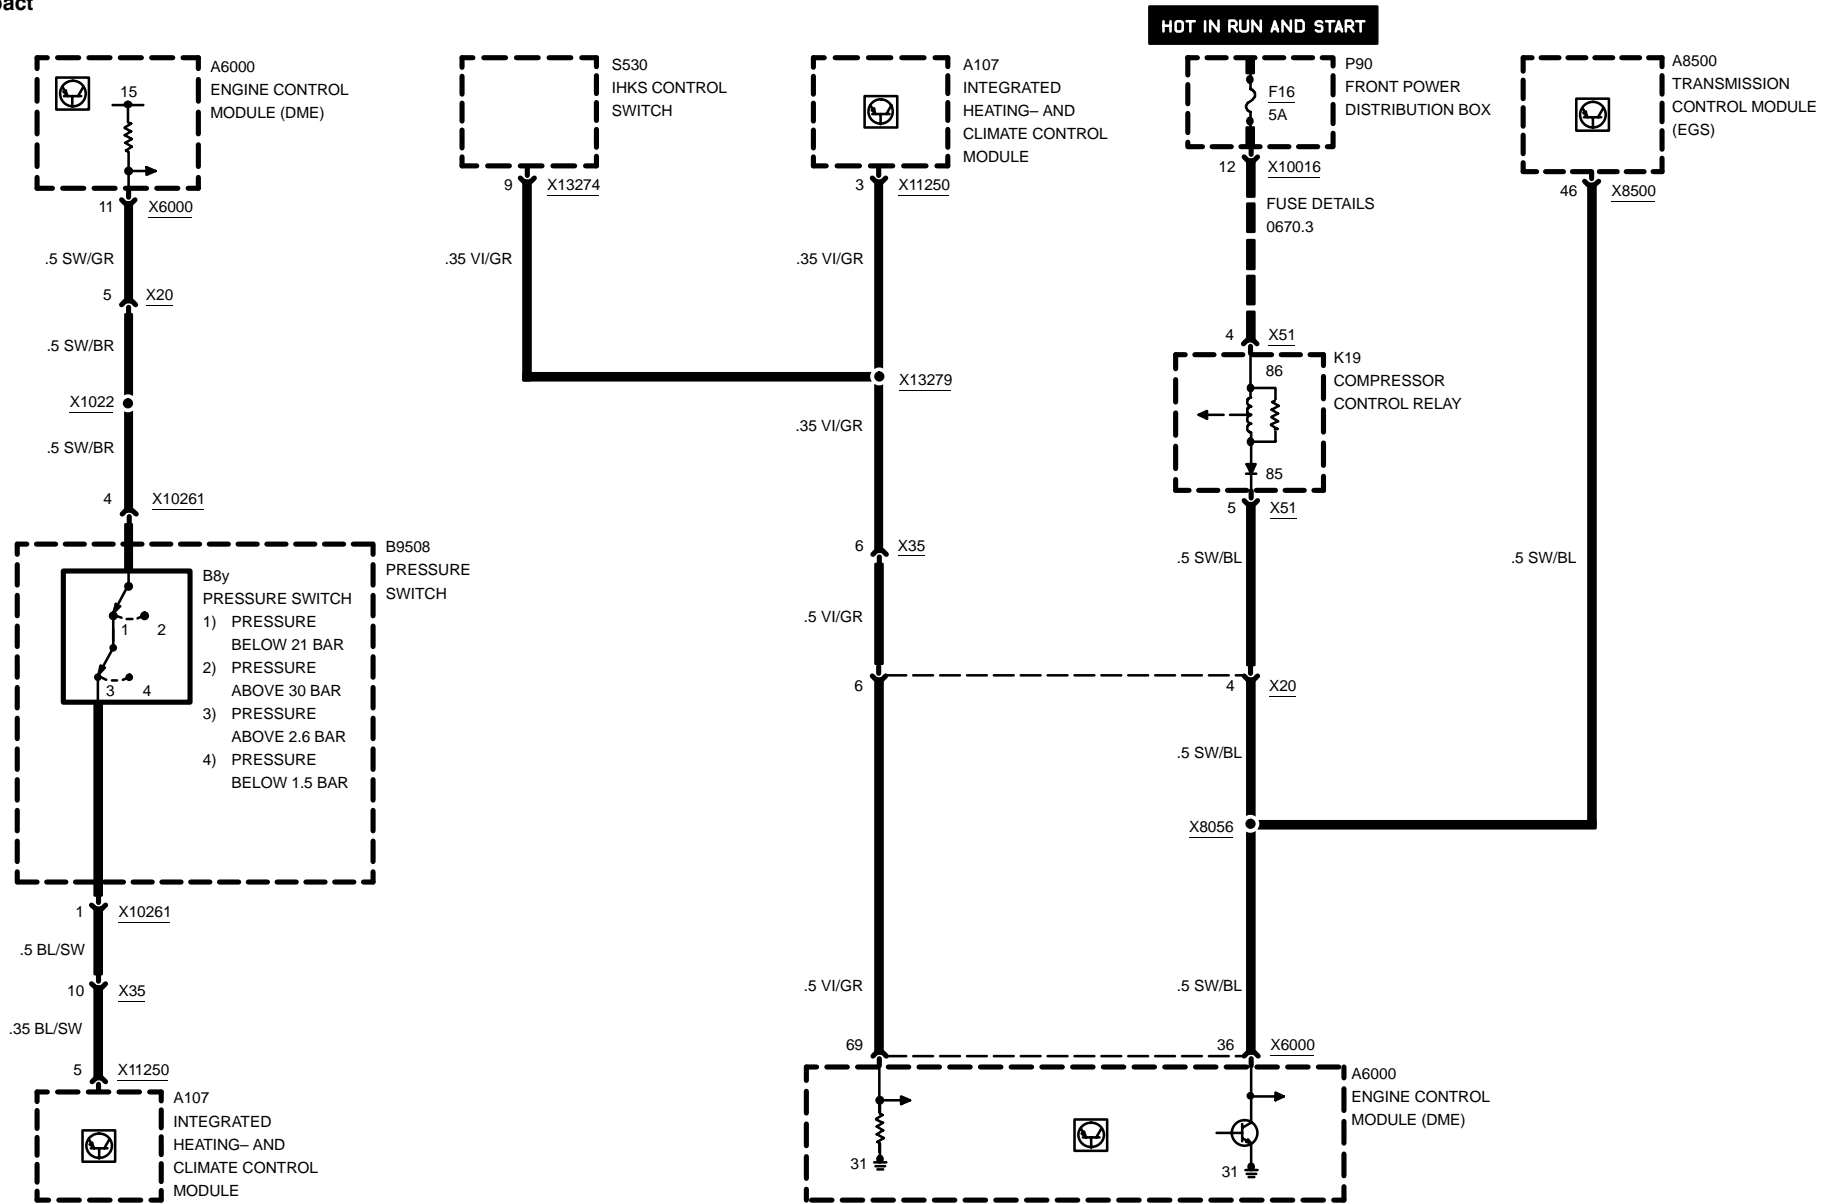 pact
HOT IN RUN AND START
A6000
ENGINE CONTROL
MODULE (DME)
15
11 X6000
.5 SW/GR
5 X20
.5 SW/BR
X1022
.5 SW/BR
4 X10261
B9508
PRESSURE
SWITCH
B8y
PRESSURE SWITCH
1) PRESSURE
BELOW 21 BAR
2) PRESSURE
ABOVE 30 BAR
3) PRESSURE
ABOVE 2.6 BAR
4) PRESSURE
BELOW 1.5 BAR
1 2
3 4
1 X10261
.5 BL/SW
10 X35
.35 BL/SW
5 X11250
A107
INTEGRATED
HEATING– AND
CLIMATE CONTROL
MODULE
S530
IHKS CONTROL
SWITCH
9 X13274
.35 VI/GR
A107
INTEGRATED
HEATING– AND
CLIMATE CONTROL
MODULE
3 X11250
.35 VI/GR
X13279
.35 VI/GR
6 X35
.5 VI/GR
6
.5 VI/GR
69
31
P90
FRONT POWER
DISTRIBUTION BOX
F16
5A
12 X10016
FUSE DETAILS
0670.3
4 X51
K19
COMPRESSOR
CONTROL RELAY
86
85
5 X51
.5 SW/BL
4 X20
.5 SW/BL
X8056
.5 SW/BL
36 X6000
A6000
ENGINE CONTROL
MODULE (DME)
31
A8500
TRANSMISSION
CONTROL MODULE
(EGS)
46 X8500
.5 SW/BL